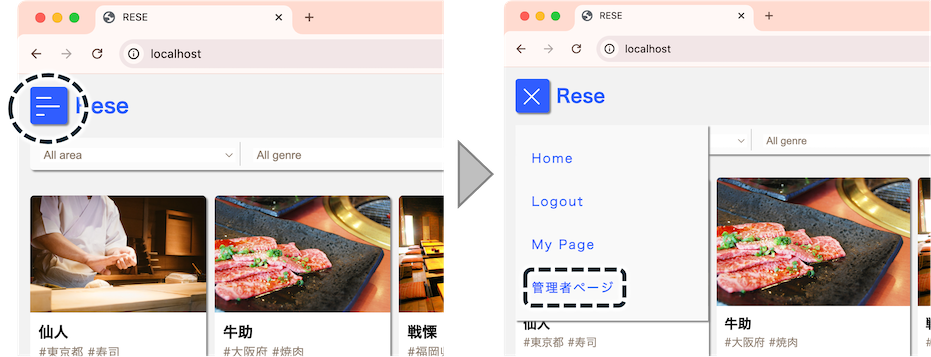 RESE
localhost
Rese
All area
All genre
仙人
#東京都 #寿司
牛助
#大阪府 #焼肉
戦慄
#福岡
RESE
localhost
Rese
All genre
Home
Logout
My Page
管理者ページ
仙人
#東京都 #寿司
牛助
#大阪府 #焼肉